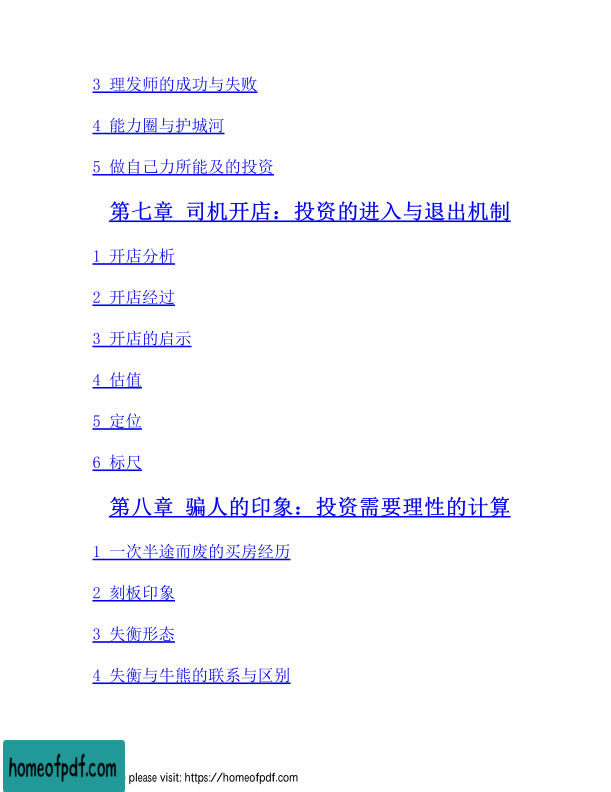 3 理发师的成功与失败
4 能力圈与护城河
5 做自己力所能及的投资
第七章 司机开店：投资的进入与退出机制
1 开店分析
2 开店经过
3 开店的启示
4 估值
5 定位
6 标尺
第八章 骗人的印象：投资需要理性的计算
1 一次半途而废的买房经历
2 刻板印象
3 失衡形态
4 失衡与牛熊的联系与区别
homeofpdf.com please visit: https://homeofpdf.com